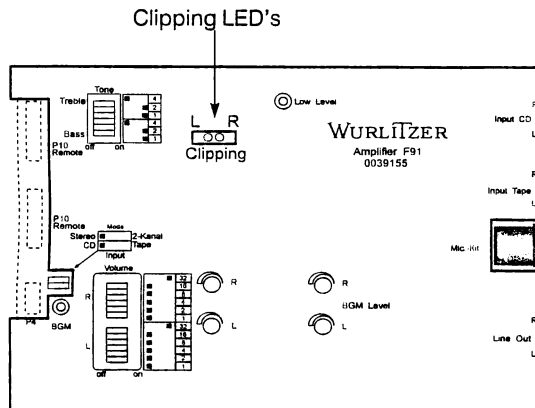 Clipping LED's
Tone
Treble
4
2
1
4
2
1
Bass
off on
L R
Clipping
Low Level
WURLITZER
Amplifier F91
0039155
R
Input CD
L
P10
Remote
R
Input Tape
L
P10
Remote
Mode
Stereo 2-Kanal
CD Tape
Input
Mic.-Kit
Volume
R
L
32
16
8
4
2
1
32
16
8
4
2
1
off on
R R
BGM Level
L L
P4
BGM
R
Line Out
L